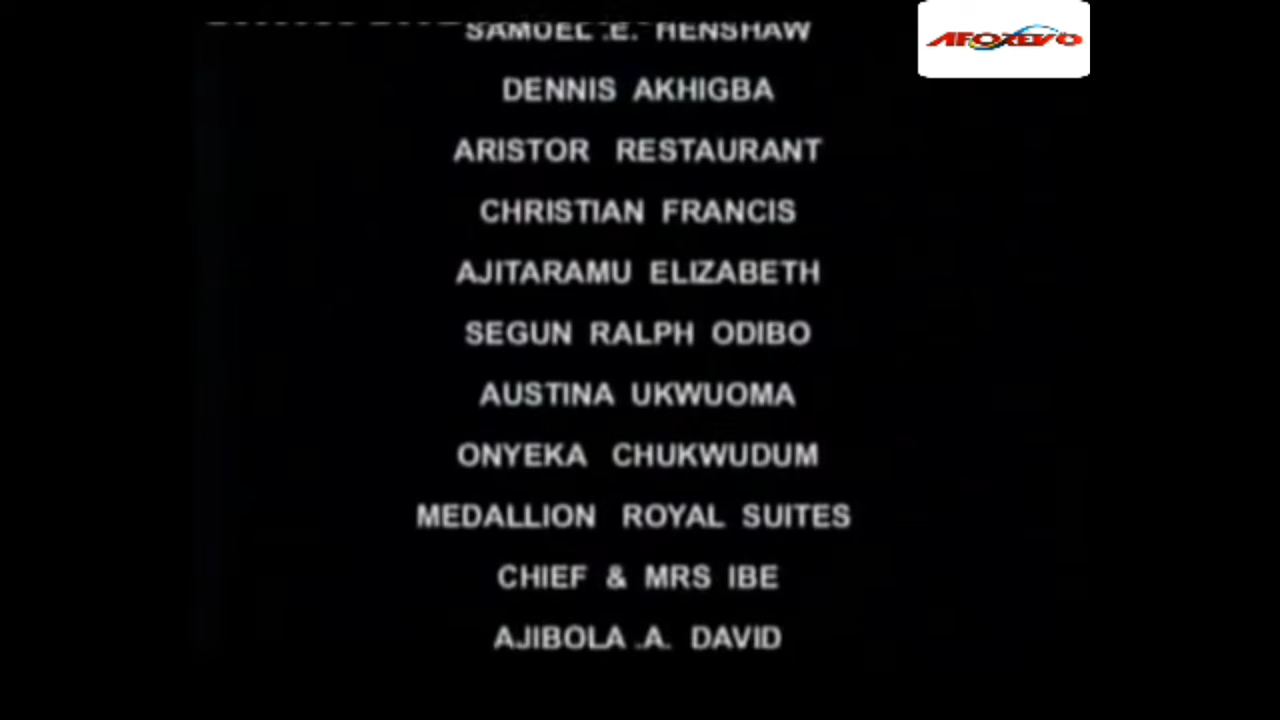 AFOREVO
SAMUEL .E. HENSHAW
DENNIS AKHIGBA
ARISTOR RESTAURANT
CHRISTIAN FRANCIS
AJITARAMU ELIZABETH
SEGUN RALPH ODIBO
AUSTINA UKWUOMA
ONYEKA CHUKWUDUM
MEDALLION ROYAL SUITES
CHIEF & MRS IBE
AJIBOLA .A. DAVID